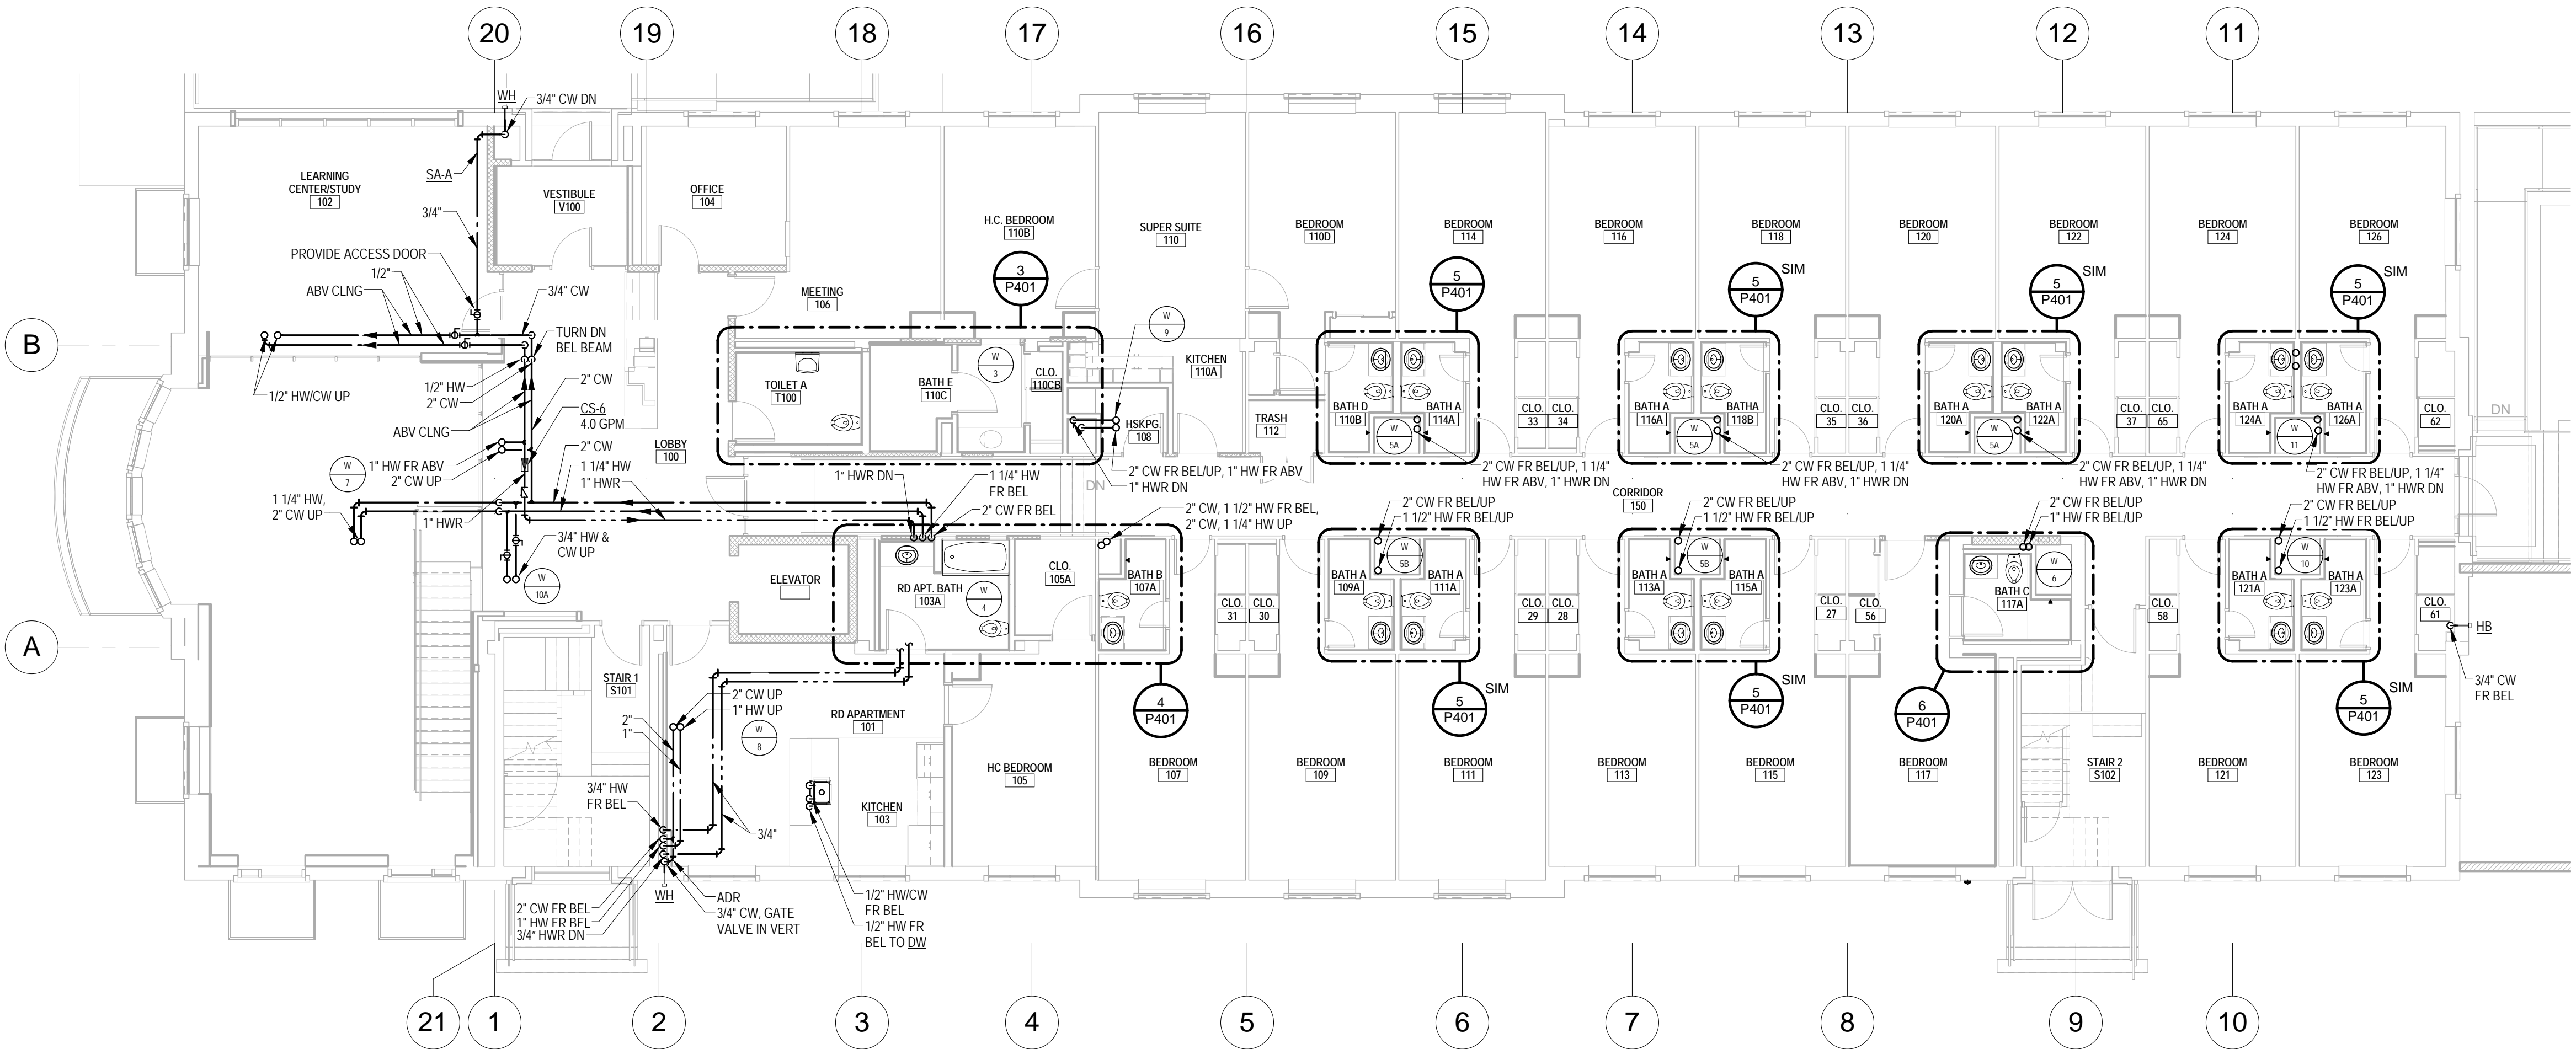 20
19
18
17
16
15
14
13
12
11
WH
3/4" CW DN
SA-A
LEARNING
CENTER/STUDY
102
VESTIBULE
V100
OFFICE
104
3/4"
PROVIDE ACCESS DOOR
1/2"
ABV CLNG
3/4" CW
TURN DN
BEL BEAM
MEETING
106
H.C. BEDROOM
110B
3
P401
SUPER SUITE
110
BEDROOM
110D
BEDROOM
114
5
P401
BEDROOM
116
BEDROOM
118
5
P401
SIM
BEDROOM
120
BEDROOM
122
5
P401
SIM
BEDROOM
124
BEDROOM
126
5
P401
SIM
B
1/2" HW/CW UP
1/2" HW
2" CW
ABV CLNG
2" CW
CS-6
4.0 GPM
2" CW
1 1/4" HW
1" HWR
1" HW FR ABV
2" CW UP
W
7
1 1/4" HW,
2" CW UP
1" HWR
3/4" HW &
CW UP
W
10A
LOBBY
100
TOILET A
T100
BATH E
110C
W
3
CLO.
110CB
W
9
KITCHEN
110A
HSKPG.
108
TRASH
112
2" CW FR BEL/UP, 1" HW FR ABV
1" HWR DN
DN
1" HWR DN
1 1/4" HW
FR BEL
2" CW FR BEL
2" CW, 1 1/2" HW FR BEL,
2" CW, 1 1/4" HW UP
BATH D
110B
BATH A
114A
W
5A
2" CW FR BEL/UP, 1 1/4"
HW FR ABV, 1" HWR DN
CLO.
33
CLO.
34
BATH A
116A
BATHA
118B
W
5A
2" CW FR BEL/UP, 1 1/4"
HW FR ABV, 1" HWR DN
CLO.
35
CLO.
36
BATH A
120A
BATH A
122A
W
5A
2" CW FR BEL/UP, 1 1/4"
HW FR ABV, 1" HWR DN
CLO.
37
CLO.
65
BATH A
124A
BATH A
126A
W
11
2" CW FR BEL/UP, 1 1/4"
HW FR ABV, 1" HWR DN
CLO.
62
DN
CORRIDOR
150
ELEVATOR
RD APT. BATH
103A
W
4
CLO.
105A
BATH B
107A
CLO.
31
CLO.
30
2" CW FR BEL/UP
1 1/2" HW FR BEL/UP
BATH A
109A
W
5B
BATH A
111A
CLO.
29
CLO.
28
2" CW FR BEL/UP
1 1/2" HW FR BEL/UP
BATH A
113A
W
5B
BATH A
115A
CLO.
27
CLO.
56
2" CW FR BEL/UP
1" HW FR BEL/UP
BATH C
117A
W
6
CLO.
58
2" CW FR BEL/UP
1 1/2" HW FR BEL/UP
BATH A
121A
W
10
BATH A
123A
CLO.
61
HB
3/4" CW
FR BEL
A
STAIR 1
S101
2" CW UP
1" HW UP
2"
1"
W
8
RD APARTMENT
101
4
P401
5
P401
SIM
5
P401
SIM
6
P401
5
P401
SIM
HC BEDROOM
105
BEDROOM
107
BEDROOM
109
BEDROOM
111
BEDROOM
113
BEDROOM
115
BEDROOM
117
STAIR 2
S102
BEDROOM
121
BEDROOM
123
3/4" HW
FR BEL
3/4"
KITCHEN
103
2" CW FR BEL
1" HW FR BEL
3/4" HWR DN
WH
ADR
3/4" CW, GATE
VALVE IN VERT
1/2" HW/CW
FR BEL
1/2" HW FR
BEL TO DW
21
1
2
3
4
5
6
7
8
9
10